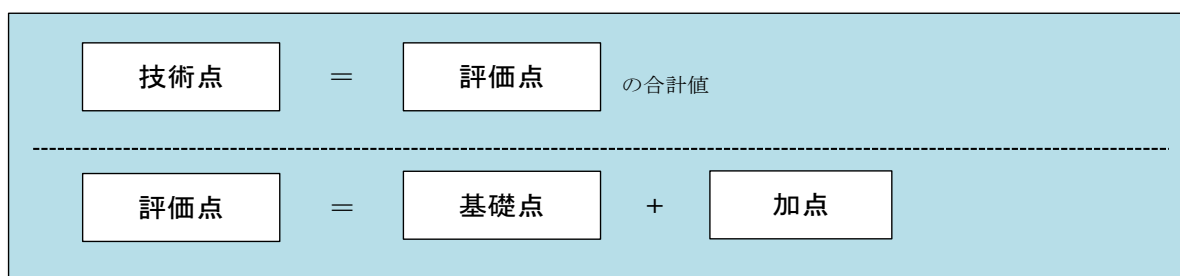 技術点 ＝ 評価点 の合計値
評価点 ＝ 基礎点 + 加点